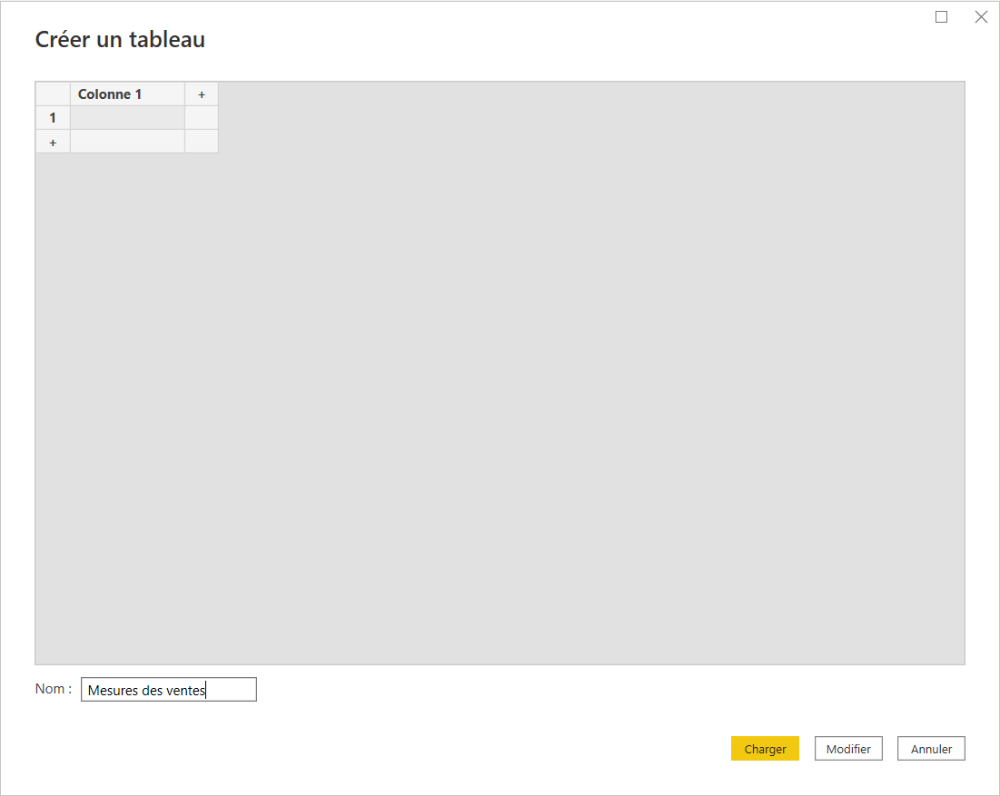 Créer un tableau
Colonne 1 +
1
+
Nom : Mesures des ventes
Charger Modifier Annuler